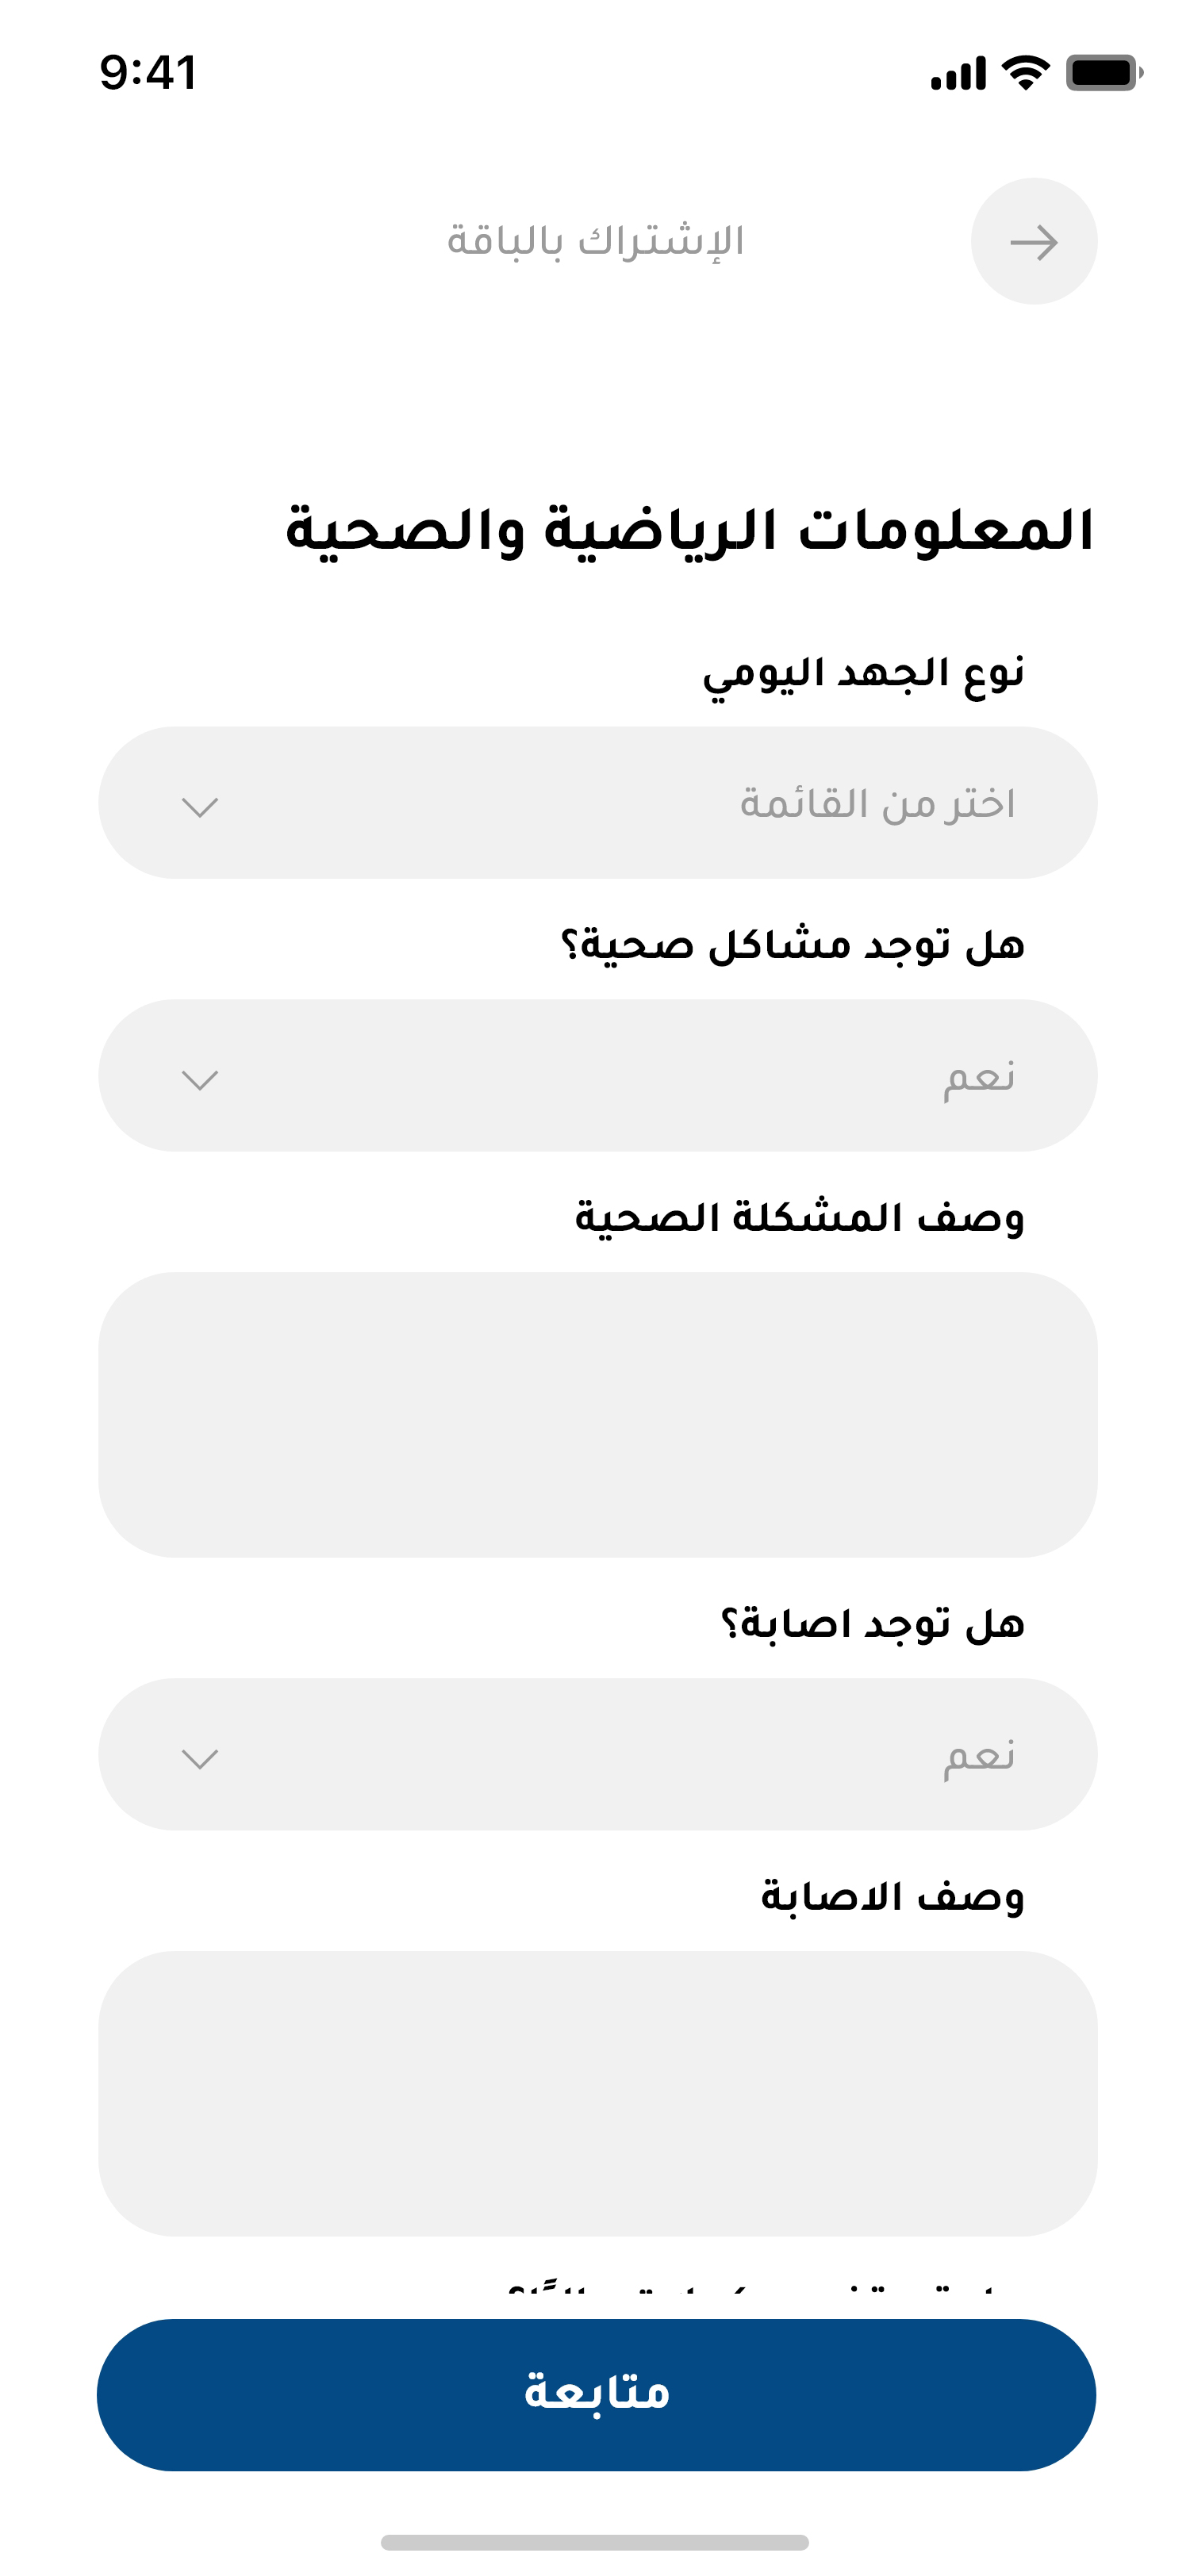 9:41
الإشتراك بالباقة
المعلومات الرياضية والصحية
نوع الجهد اليومي
اختر من القائمة
هل توجد مشاكل صحية؟
نعم
وصف المشكلة الصحية
هل توجد اصابة؟
نعم
وصف الاصابة
متابعة